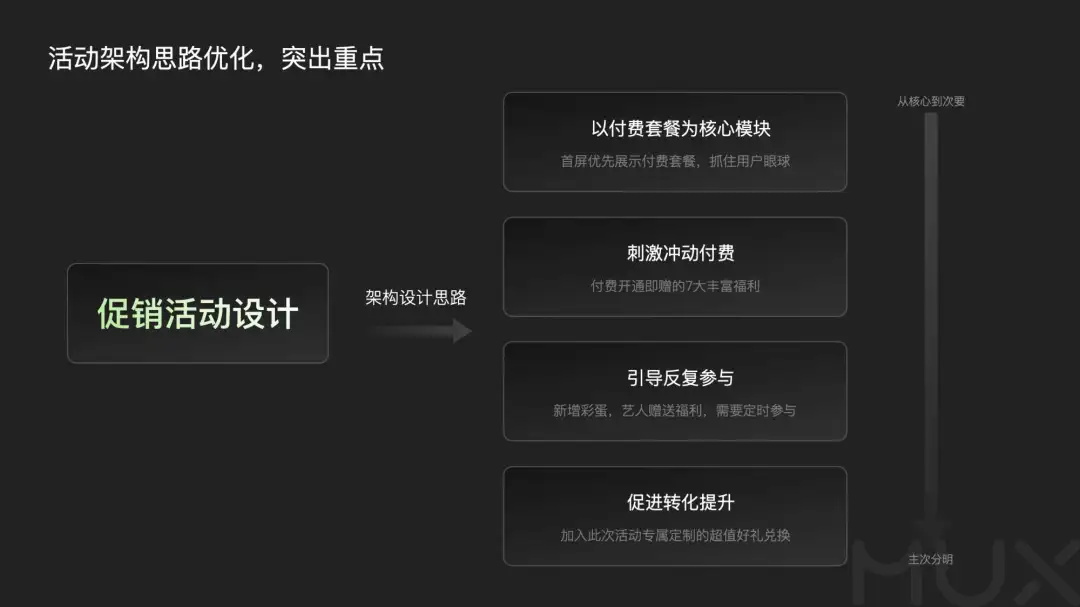 活动架构思路优化，突出重点
从核心到次要
以付费套餐为核心模块
首屏优先展示付费套餐，抓住用户眼球
刺激冲动付费
付费开通即赠的7大丰富福利
促销活动设计
架构设计思路
引导反复参与
新增彩蛋，艺人赠送福利，需要定时参与
促进转化提升
加入此次活动专属定制的超值好礼兑换
主次分明
MUX